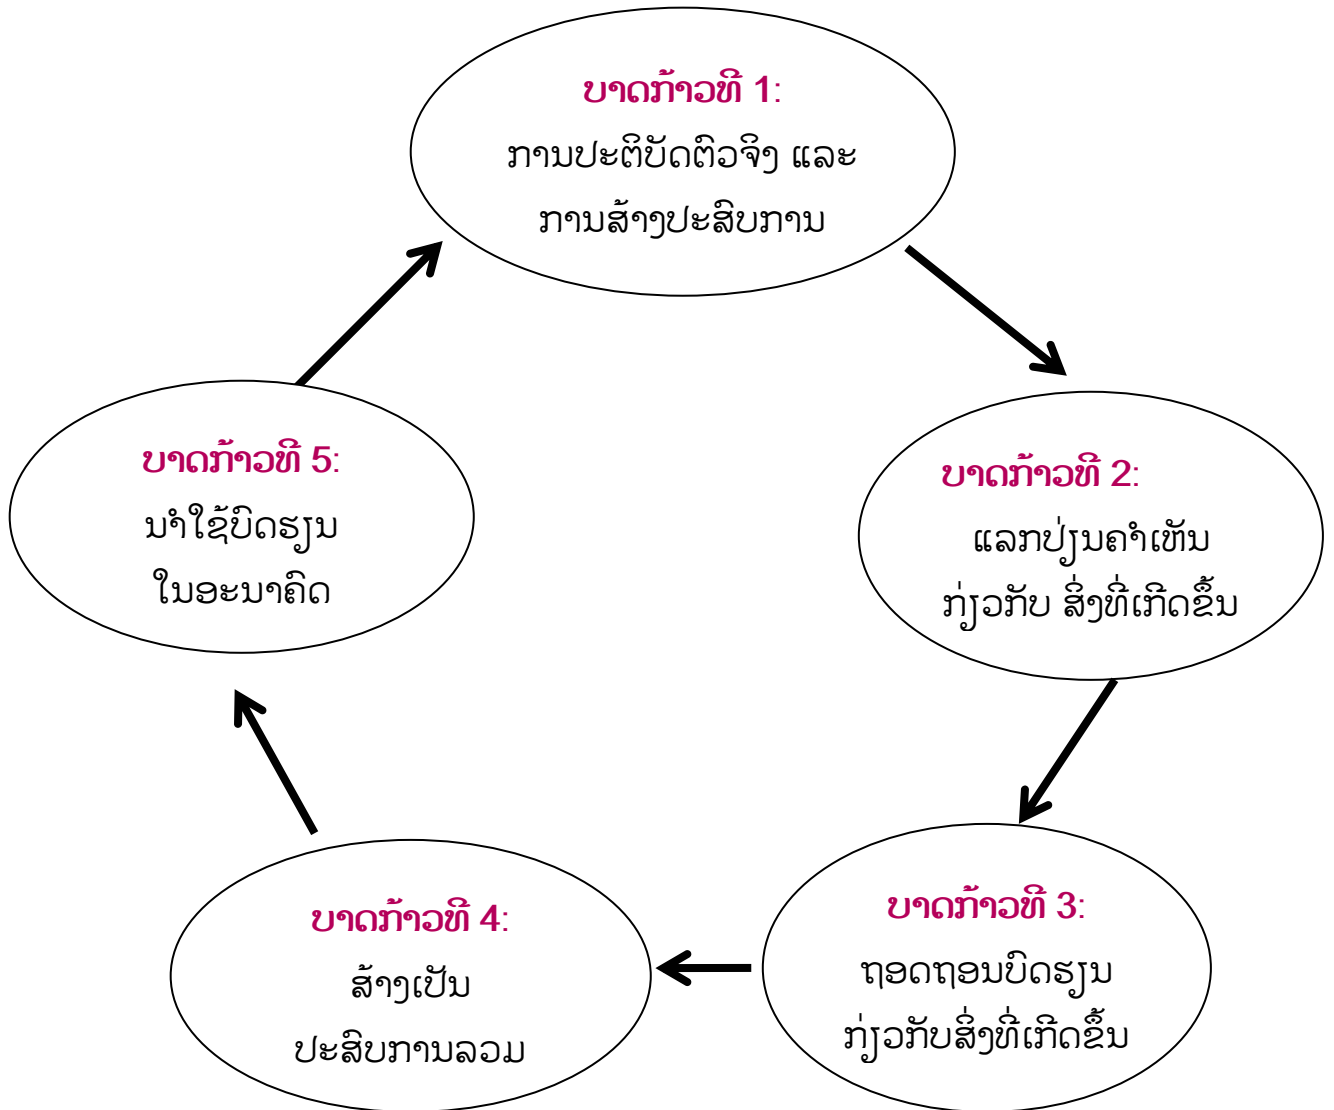 ບາດກ້າວທີ 1:
ການປະຕິບັດຕົວຈິງ ແລະ
ການສ້າງປະສົບການ
ບາດກ້າວທີ 2:
ແລກປ່ຽນຄຳເຫັນ
ກ່ຽວກັບ ສິ່ງທີ່ເກີດຂຶ້ນ
ບາດກ້າວທີ 3:
ຖອດຖອນບົດຮຽນ
ກ່ຽວກັບສິ່ງທີ່ເກີດຂຶ້ນ
ບາດກ້າວທີ 4:
ສ້າງເປັນ
ປະສົບການລວມ
ບາດກ້າວທີ 5:
ນຳໃຊ້ບົດຮຽນ
ໃນອະນາຄົດ